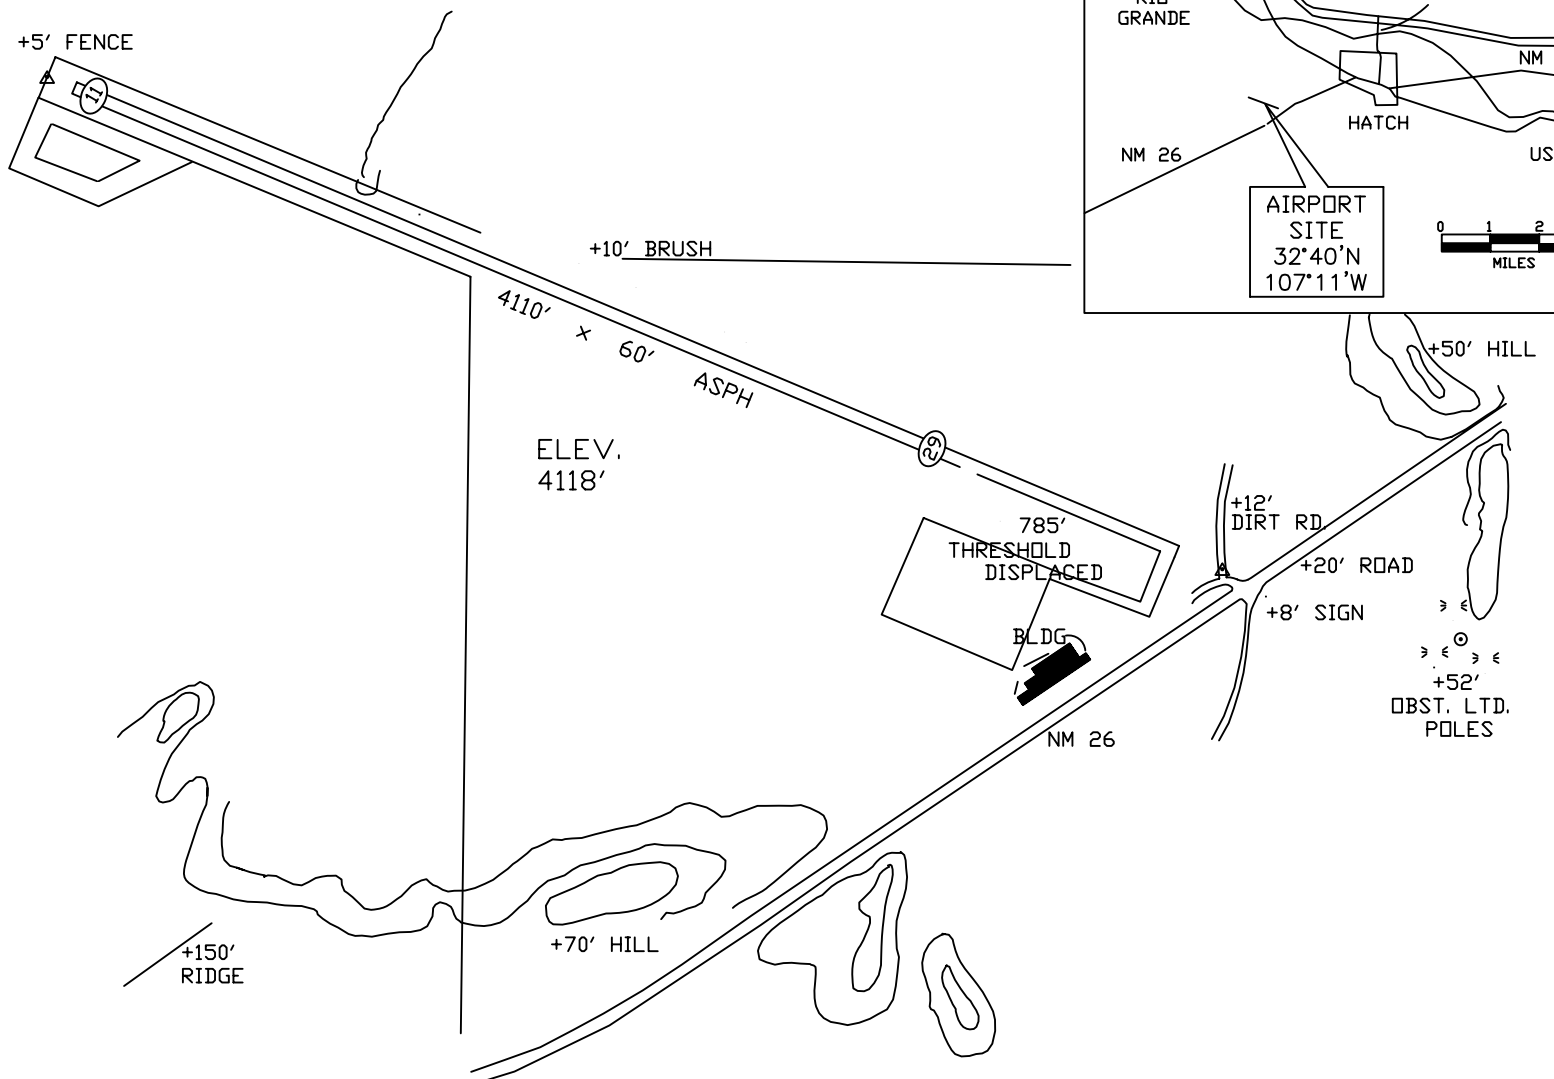 +5′ FENCE
GRANDE
NM
HATCH
NM 26
US
11
AIRPORT
SITE
32°40'N
107°11'W
0 1 2
MILES
+10′ BRUSH
4110′ x 60′ ASPH
+50′ HILL
ELEV.
4118′
29
+12′
DIRT RD.
785′
THRESHOLD
DISPLACED
+20′ ROAD
+8′ SIGN
BLDG
+52′
OBST. LTD.
POLES
NM 26
+70′ HILL
+150′
RIDGE